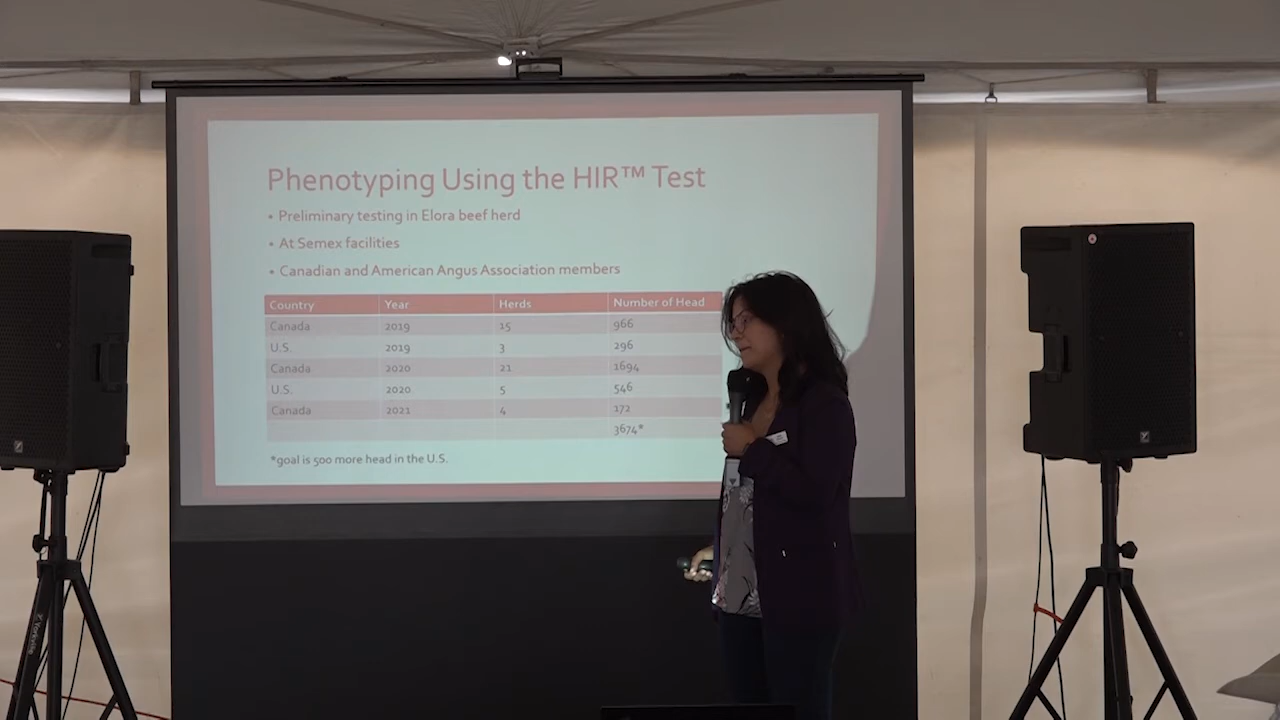 Phenotyping Using the HIR™ Test
• Preliminary testing in Elora beef herd
• At Semex facilities
• Canadian and American Angus Association members
Country Year Herds Number of Head
Canada 2019 15 966
U.S. 2019 3 296
Canada 2020 21 1694
U.S. 2020 5 546
Canada 2021 4 172
3674*
*goal is 500 more head in the U.S.
Yorkville